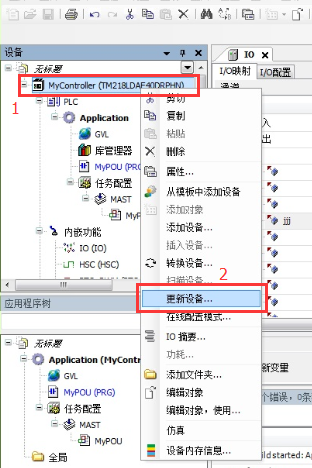 设备
无标题
MyController (TM218LDAE40DRPHN)
1
PLC
Application
GVL
库管理器
MyPOU (PRG)
任务配置
MAST
MyP
内嵌功能
IO (IO)
HSC (HSC)
剪切
复制
粘贴
删除
属性...
从模板中添加设备
添加对象
添加设备...
插入设备...
转换设备...
扫描设备...
2
更新设备...
在线配置模式...
IO 摘要...
功耗...
添加文件夹...
编辑对象
编辑对象，使用...
仿真
设备内存信息...
IO
I/O映射
I/O配置
通道
入
出
jjj
新变量
个错误，0条
ild started: Ap
应用程序树
无标题
Application (MyContr
GVL
MyPOU (PRG)
任务配置
MAST
MyPOU
全局